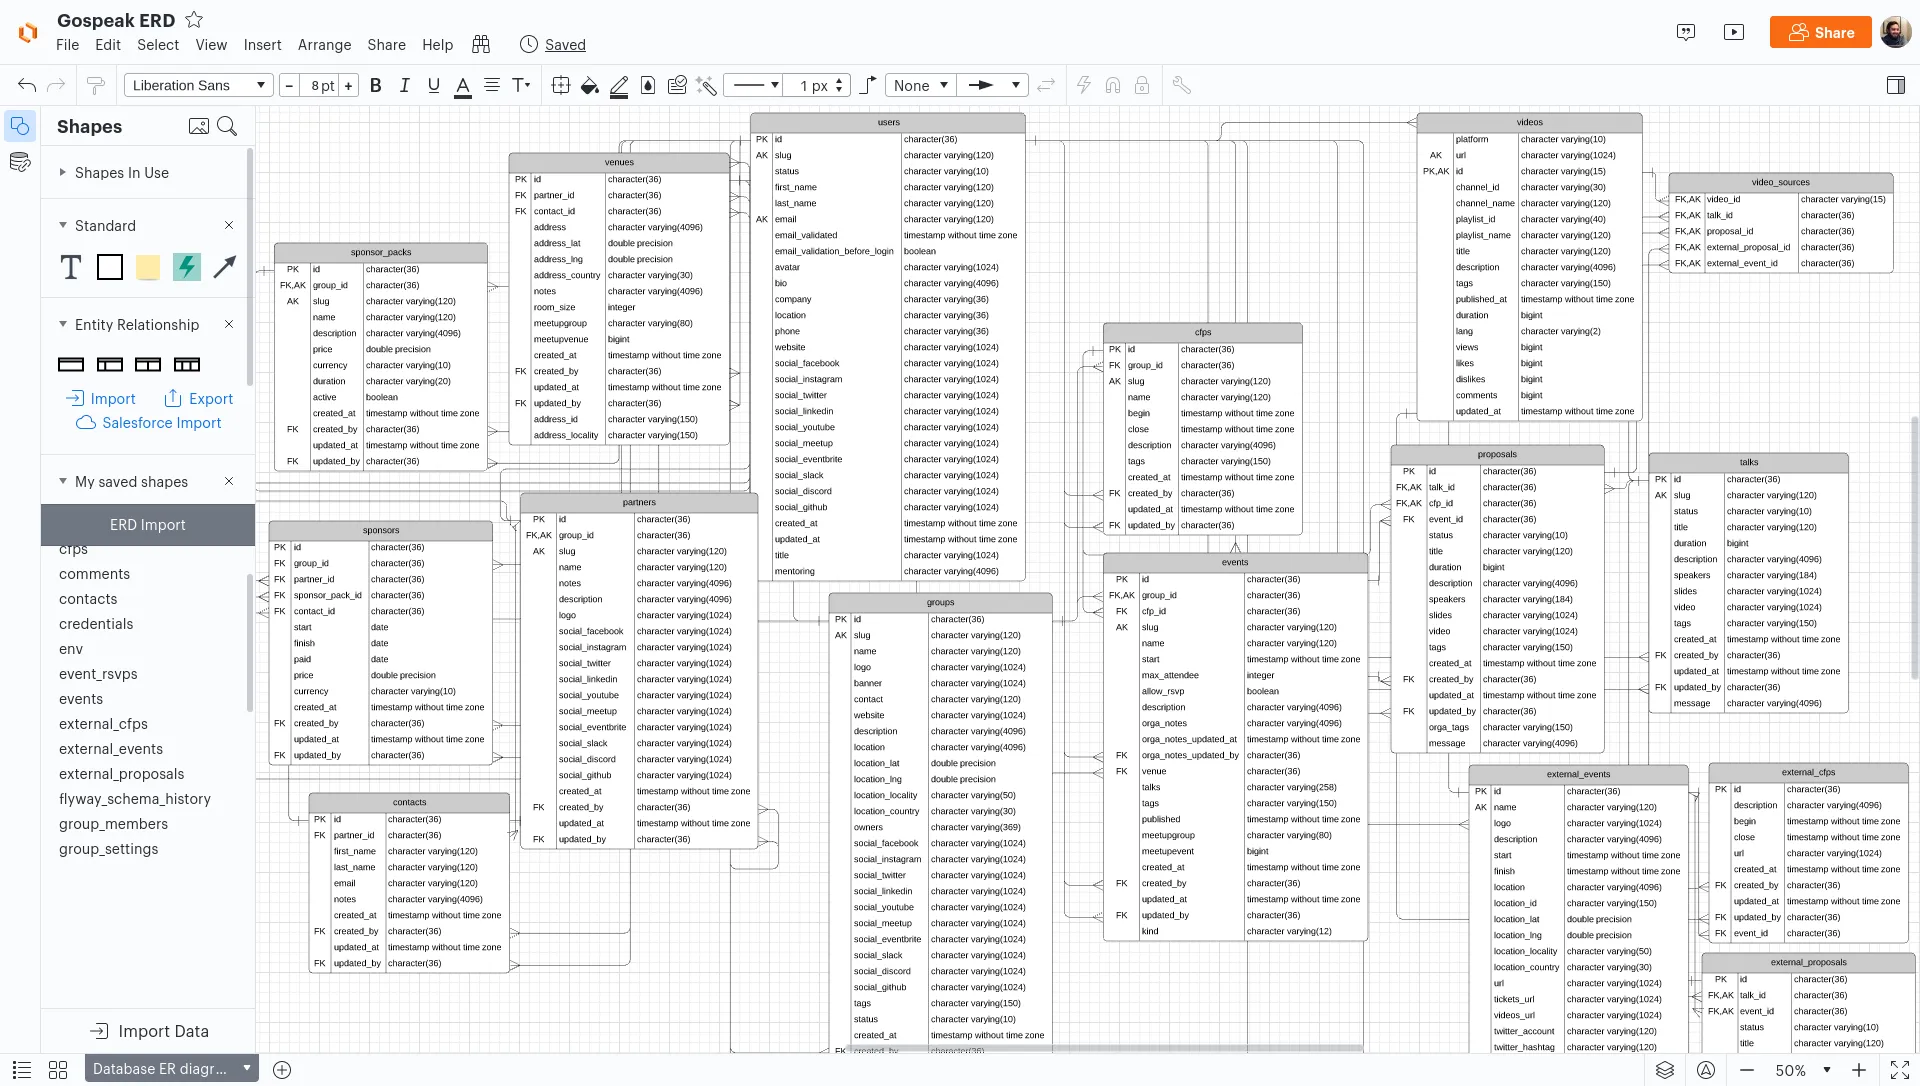 Gospeak ERD
File Edit Select View Insert Arrange Share Help Saved
Share
Liberation Sans
− 8 pt + B I U A T
1 px
None
Shapes
Shapes In Use
Standard
T
Entity Relationship
Import Export
Salesforce Import
My saved shapes
ERD Import
cfps
comments
contacts
credentials
env
event_rsvps
events
external_cfps
external_events
external_proposals
flyway_schema_history
group_members
group_settings
Import Data
Database ER diagr...
50%
sponsor_packs
PK id character(36)
FK,AK group_id character(36)
AK slug character varying(120)
name character varying(120)
description character varying(4096)
price double precision
currency character varying(10)
duration character varying(20)
active boolean
created_at timestamp without time zone
FK created_by character(36)
updated_at timestamp without time zone
FK updated_by character(36)
venues
PK id character(36)
FK partner_id character(36)
FK contact_id character(36)
address character varying(4096)
address_lat double precision
address_lng double precision
address_country character varying(30)
notes character varying(4096)
room_size integer
meetupgroup character varying(80)
meetupvenue bigint
created_at timestamp without time zone
FK created_by character(36)
updated_at timestamp without time zone
FK updated_by character(36)
address_id character varying(150)
address_locality character varying(150)
users
PK id character(36)
AK slug character varying(120)
status character varying(10)
first_name character varying(120)
last_name character varying(120)
AK email character varying(120)
email_validated timestamp without time zone
email_validation_before_login boolean
avatar character varying(1024)
bio character varying(4096)
company character varying(36)
location character varying(36)
phone character varying(36)
website character varying(1024)
social_facebook character varying(1024)
social_instagram character varying(1024)
social_twitter character varying(1024)
social_linkedin character varying(1024)
social_youtube character varying(1024)
social_meetup character varying(1024)
social_eventbrite character varying(1024)
social_slack character varying(1024)
social_discord character varying(1024)
social_github character varying(1024)
created_at timestamp without time zone
updated_at timestamp without time zone
title character varying(1024)
mentoring character varying(4096)
videos
platform character varying(10)
AK url character varying(1024)
PK,AK id character varying(15)
channel_id character varying(30)
channel_name character varying(120)
playlist_id character varying(40)
playlist_name character varying(120)
title character varying(120)
description character varying(4096)
tags character varying(150)
published_at timestamp without time zone
duration bigint
lang character varying(2)
views bigint
likes bigint
dislikes bigint
comments bigint
updated_at timestamp without time zone
video_sources
FK,AK video_id character varying(15)
FK,AK talk_id character(36)
FK,AK proposal_id character(36)
FK,AK external_proposal_id character(36)
FK,AK external_event_id character(36)
cfps
PK id character(36)
FK group_id character(36)
AK slug character varying(120)
name character varying(120)
begin timestamp without time zone
close timestamp without time zone
description character varying(4096)
tags character varying(150)
created_at timestamp without time zone
FK created_by character(36)
updated_at timestamp without time zone
FK updated_by character(36)
proposals
PK id character(36)
FK,AK talk_id character(36)
FK,AK cfp_id character(36)
FK event_id character(36)
status character varying(10)
title character varying(120)
duration bigint
description character varying(4096)
speakers character varying(184)
slides character varying(1024)
video character varying(1024)
tags character varying(150)
created_at timestamp without time zone
FK created_by character(36)
updated_at timestamp without time zone
FK updated_by character(36)
orga_tags character varying(150)
message character varying(4096)
talks
PK id character(36)
AK slug character varying(120)
status character varying(10)
title character varying(120)
duration bigint
description character varying(4096)
speakers character varying(184)
slides character varying(1024)
video character varying(1024)
tags character varying(150)
created_at timestamp without time zone
FK created_by character(36)
updated_at timestamp without time zone
FK updated_by character(36)
message character varying(4096)
sponsors
PK id character(36)
FK group_id character(36)
FK partner_id character(36)
FK sponsor_pack_id character(36)
FK contact_id character(36)
start date
finish date
paid date
price double precision
currency character varying(10)
created_at timestamp without time zone
FK created_by character(36)
updated_at timestamp without time zone
FK updated_by character(36)
partners
PK id character(36)
FK,AK group_id character(36)
AK slug character varying(120)
name character varying(120)
notes character varying(4096)
description character varying(4096)
logo character varying(1024)
social_facebook character varying(1024)
social_instagram character varying(1024)
social_twitter character varying(1024)
social_linkedin character varying(1024)
social_youtube character varying(1024)
social_meetup character varying(1024)
social_eventbrite character varying(1024)
social_slack character varying(1024)
social_discord character varying(1024)
social_github character varying(1024)
created_at timestamp without time zone
FK created_by character(36)
updated_at timestamp without time zone
FK updated_by character(36)
contacts
PK id character(36)
FK partner_id character(36)
first_name character varying(120)
last_name character varying(120)
email character varying(120)
notes character varying(4096)
created_at timestamp without time zone
FK created_by character(36)
updated_at timestamp without time zone
FK updated_by character(36)
groups
PK id character(36)
AK slug character varying(120)
name character varying(120)
logo character varying(1024)
banner character varying(1024)
contact character varying(120)
website character varying(1024)
description character varying(4096)
location character varying(4096)
location_lat double precision
location_lng double precision
location_locality character varying(50)
location_country character varying(30)
owners character varying(369)
social_facebook character varying(1024)
social_instagram character varying(1024)
social_twitter character varying(1024)
social_linkedin character varying(1024)
social_youtube character varying(1024)
social_meetup character varying(1024)
social_eventbrite character varying(1024)
social_slack character varying(1024)
social_discord character varying(1024)
social_github character varying(1024)
tags character varying(150)
status character varying(10)
created_at timestamp without time zone
FK created_by character(36)
events
PK id character(36)
FK,AK group_id character(36)
FK cfp_id character(36)
AK slug character varying(120)
name character varying(120)
start timestamp without time zone
max_attendee integer
allow_rsvp boolean
description character varying(4096)
orga_notes character varying(4096)
orga_notes_updated_at timestamp without time zone
FK orga_notes_updated_by character(36)
FK venue character(36)
talks character varying(258)
tags character varying(150)
published timestamp without time zone
meetupgroup character varying(80)
meetupevent bigint
created_at timestamp without time zone
FK created_by character(36)
updated_at timestamp without time zone
FK updated_by character(36)
kind character varying(12)
external_events
PK id character(36)
AK name character varying(120)
logo character varying(1024)
description character varying(4096)
start timestamp without time zone
finish timestamp without time zone
location character varying(4096)
location_id character varying(150)
location_lat double precision
location_lng double precision
location_locality character varying(50)
location_country character varying(30)
url character varying(1024)
tickets_url character varying(1024)
videos_url character varying(1024)
twitter_account character varying(120)
twitter_hashtag character varying(120)
external_cfps
PK id character(36)
description character varying(4096)
begin timestamp without time zone
close timestamp without time zone
url character varying(1024)
created_at timestamp without time zone
FK created_by character(36)
updated_at timestamp without time zone
FK updated_by character(36)
FK event_id character(36)
external_proposals
PK id character(36)
FK,AK talk_id character(36)
FK,AK event_id character(36)
status character varying(10)
title character varying(120)